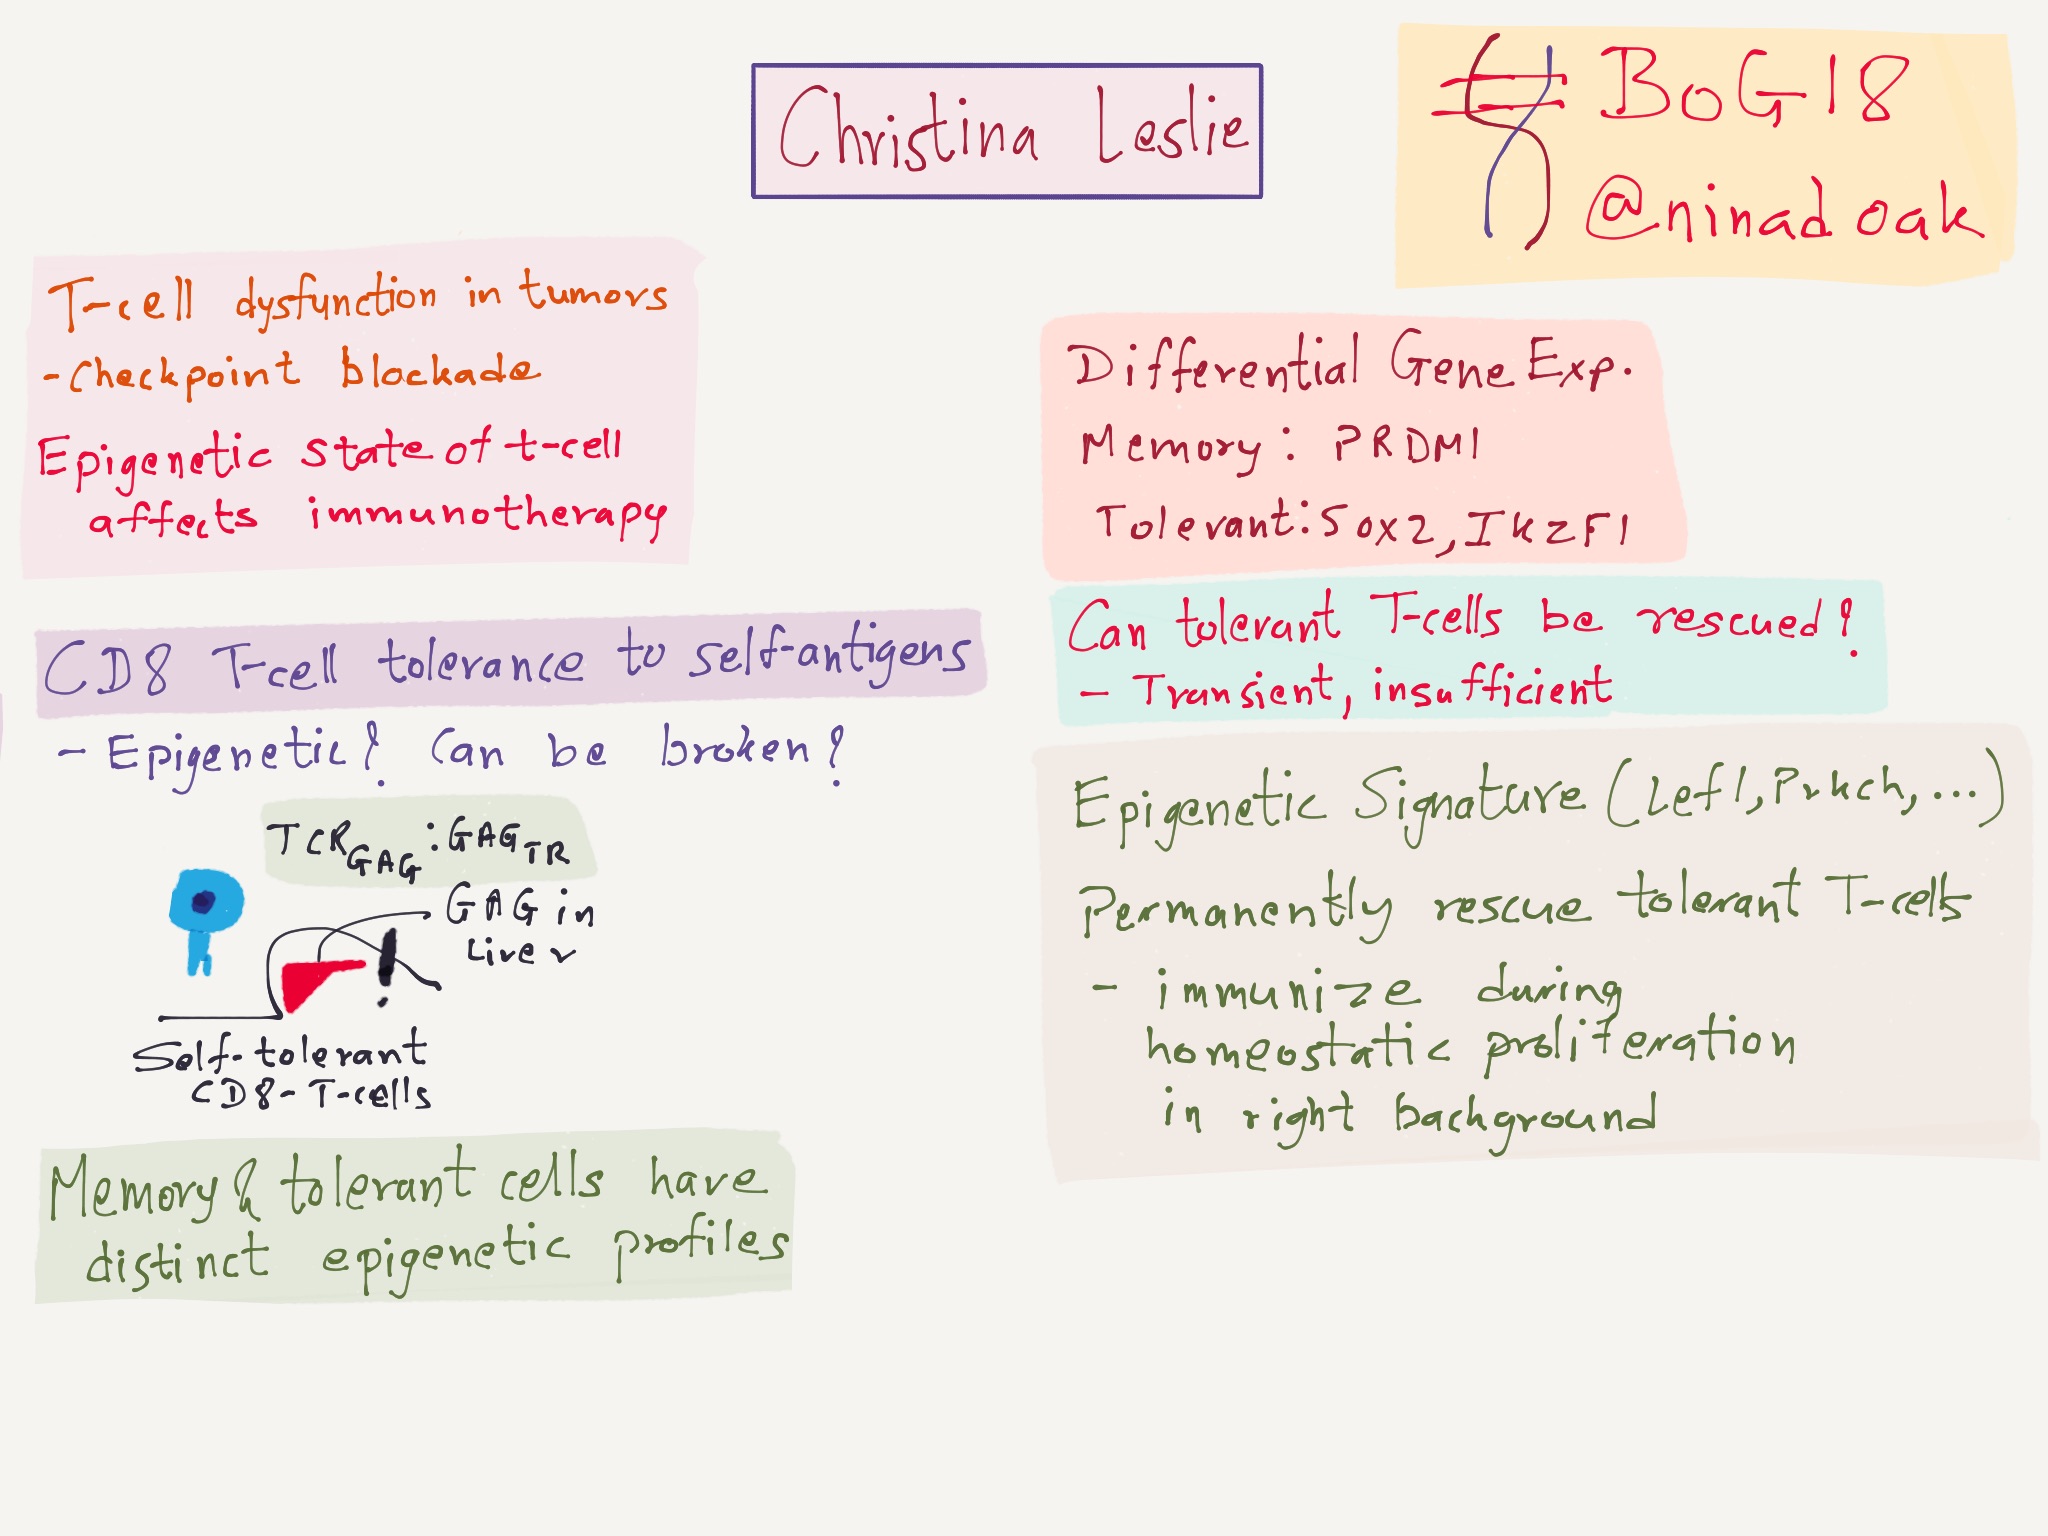 Christina Leslie
# BoG18
@ninadoak
T-cell dysfunction in tumors
- Checkpoint blockade
Epigenetic state of t-cell
affects immunotherapy
CD8 T-cell tolerance to self-antigens
- Epigenetic? Can be broken?
TCR GAG : GAG TR
GAG in
Liver
Self-tolerant
CD8-T-cells
Memory & tolerant cells have
distinct epigenetic profiles
Differential Gene Exp.
Memory: PRDM1
Tolerant: Sox2, IkzF1
Can tolerant T-cells be rescued?
- Transient, insufficient
Epigenetic Signature (Lef1, Prkch, ...)
Permanently rescue tolerant T-cells
- immunize during
homeostatic proliferation
in right background